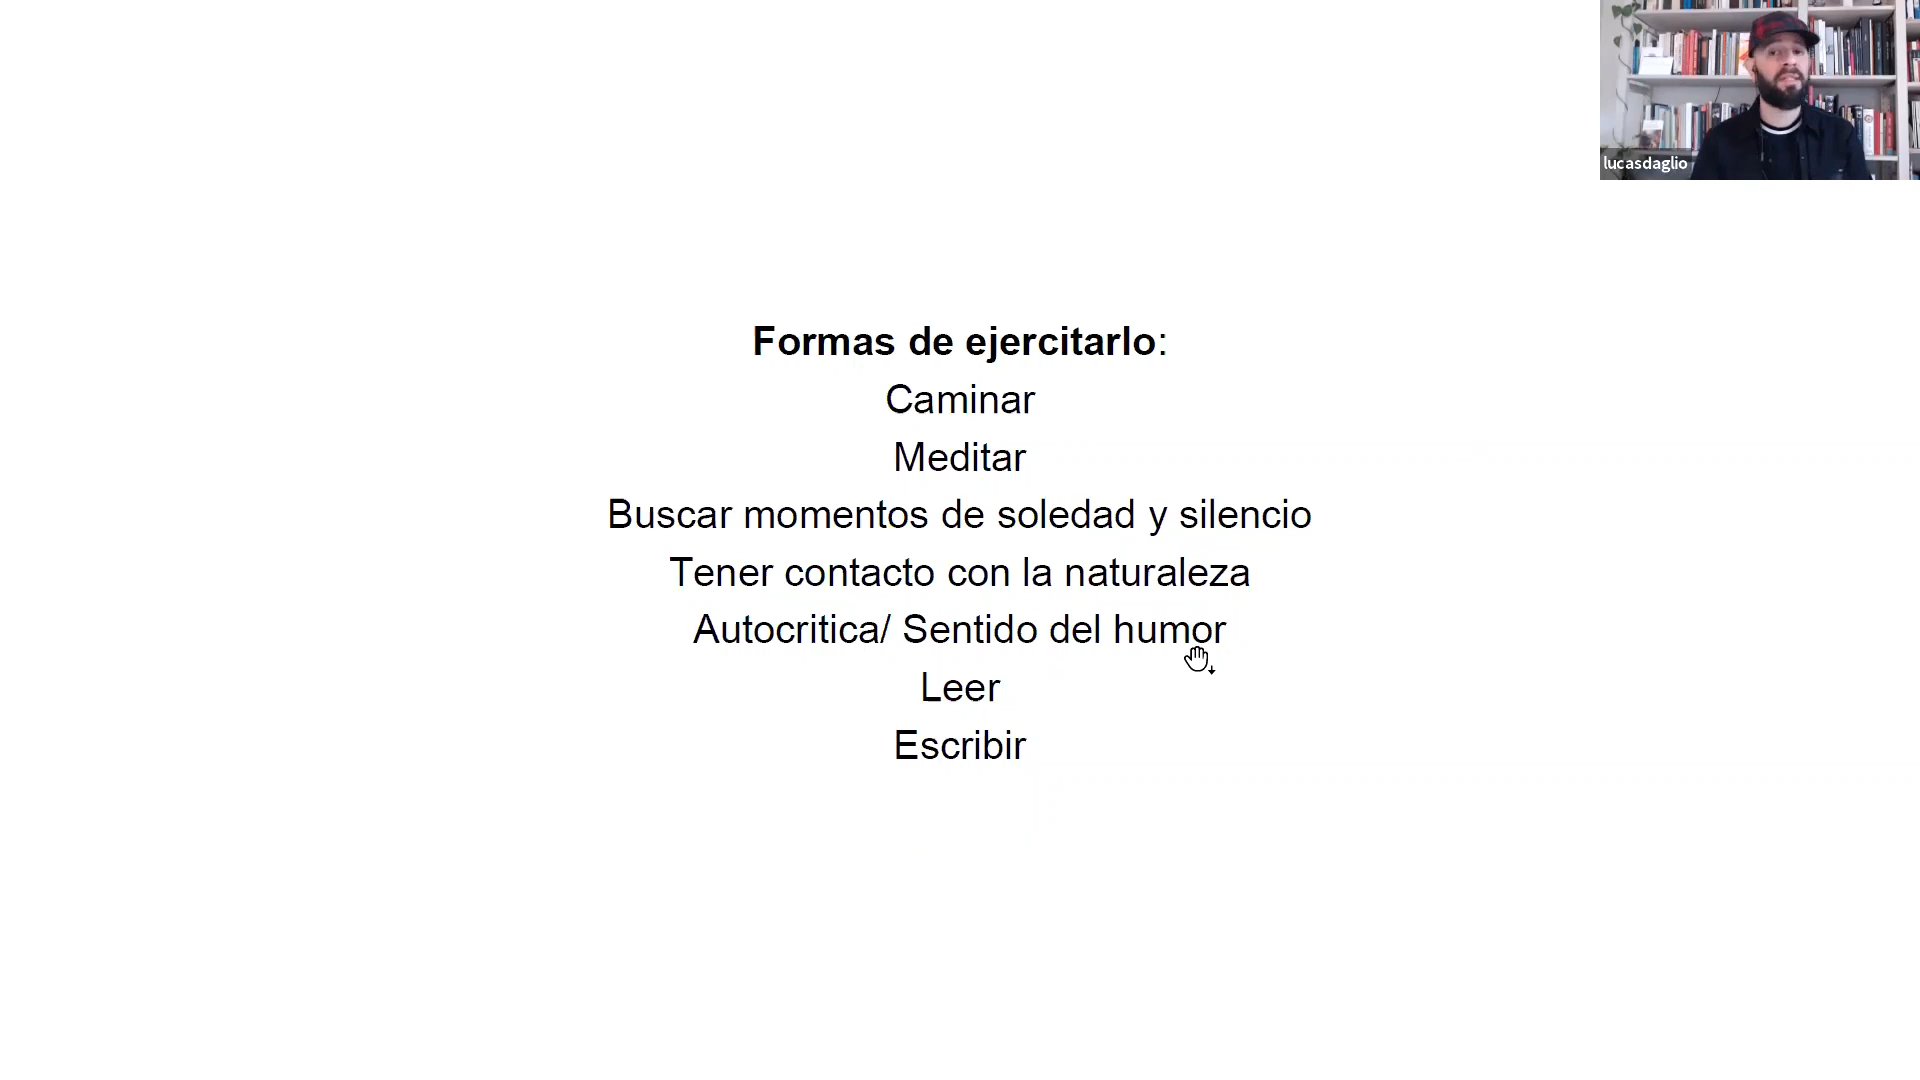 lucasdaglio
Formas de ejercitarlo:
Caminar
Meditar
Buscar momentos de soledad y silencio
Tener contacto con la naturaleza
Autocritica/ Sentido del humor
Leer
Escribir